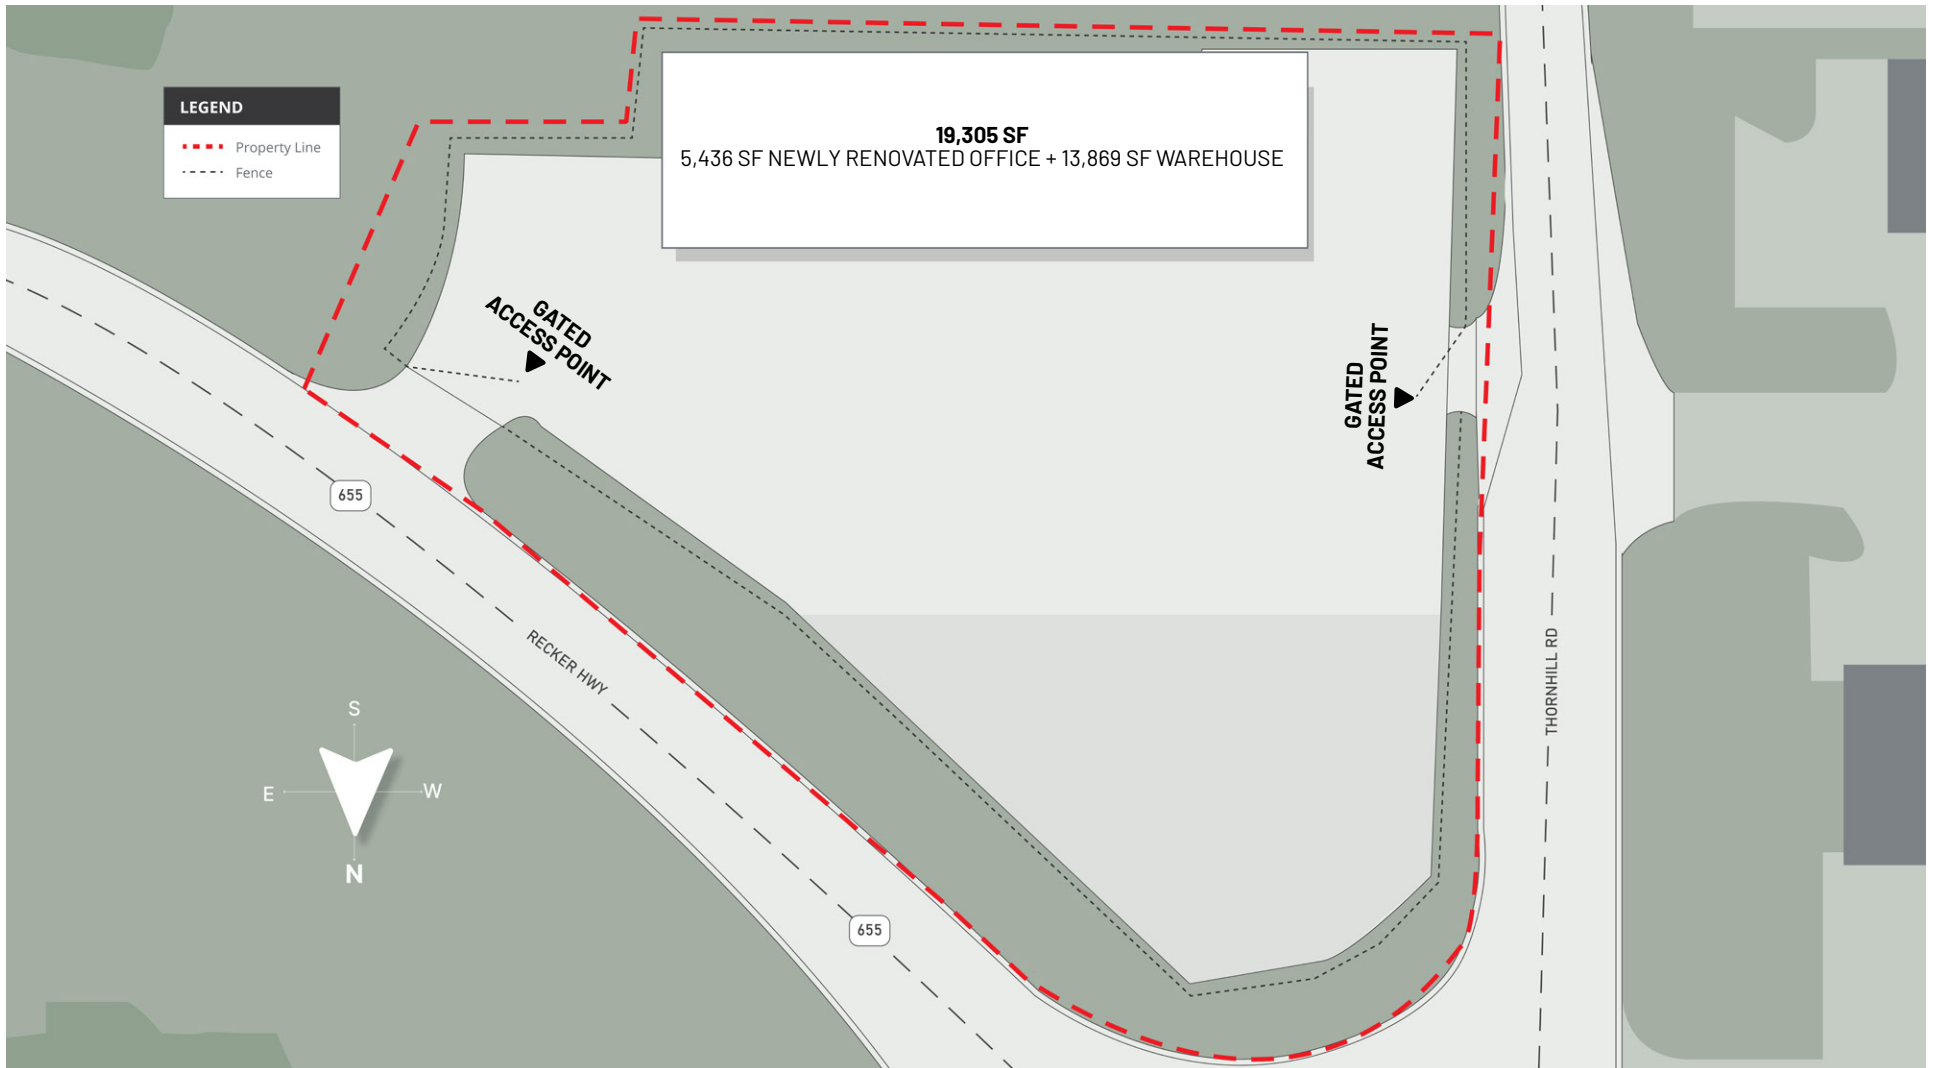 LEGEND
Property Line
Fence
19,305 SF
5,436 SF NEWLY RENOVATED OFFICE + 13,869 SF WAREHOUSE
GATED
ACCESS POINT
GATED
ACCESS POINT
655
RECKER HWY
THORNHILL RD
S
E
W
N
655